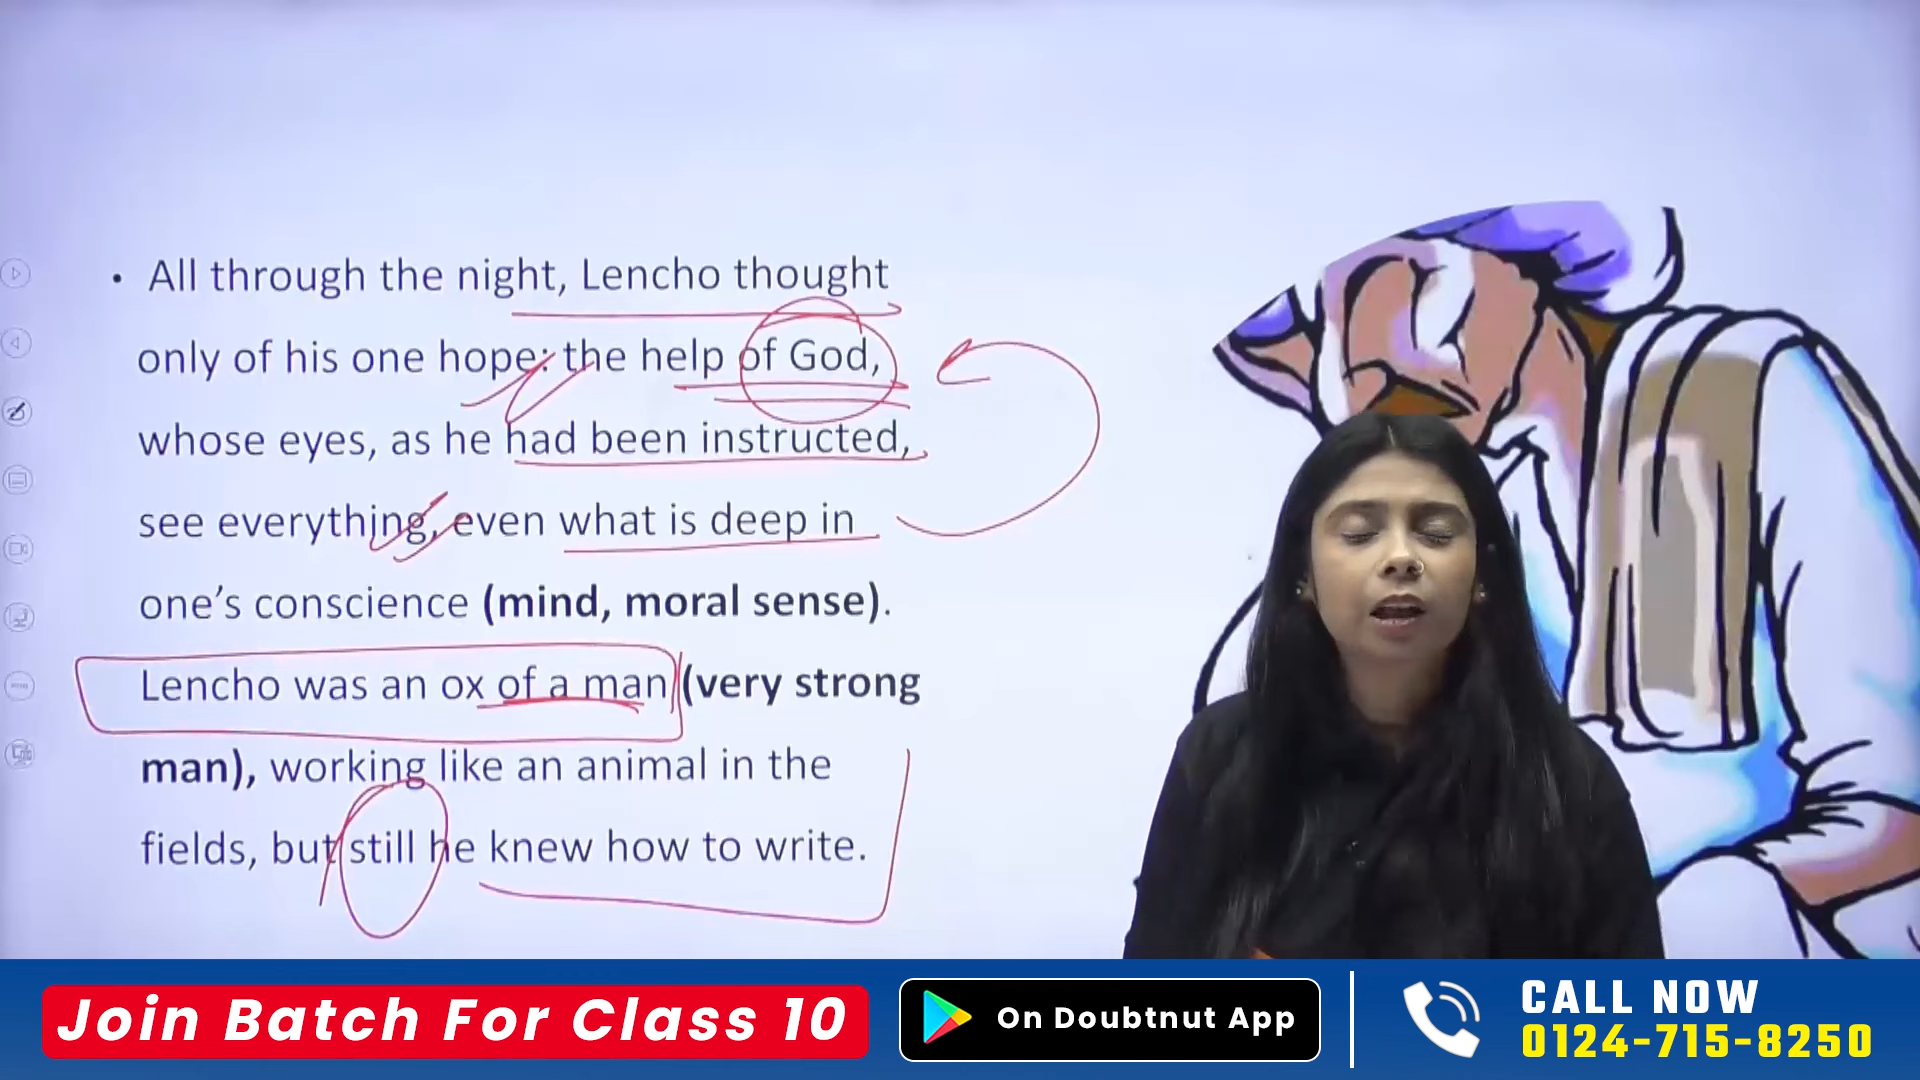 • All through the night, Lencho thought
only of his one hope: the help of God,
whose eyes, as he had been instructed,
see everything, even what is deep in
one’s conscience (mind, moral sense).
Lencho was an ox of a man (very strong
man), working like an animal in the
fields, but still he knew how to write.
Join Batch For Class 10
On Doubtnut App
CALL NOW
0124-715-8250